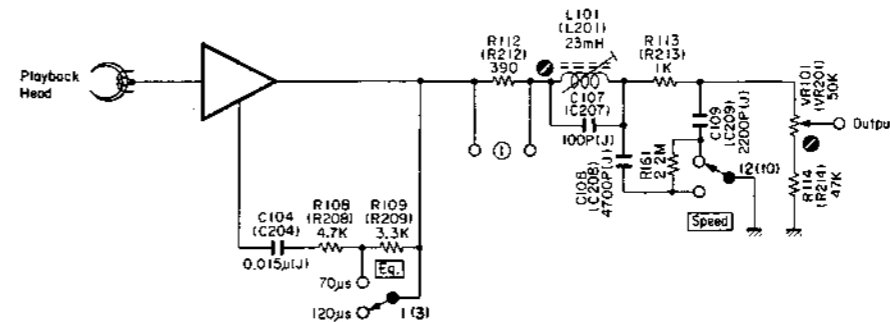 Playback
Head
C104
(C204)
0.015μ(J)
R108
(R208)
4.7K
R109
(R209)
3.3K
Eq.
70μs
120μs
1(3)
R112
(R212)
390
1
L101
(L201)
23mH
C107
(C207)
100P(J)
R113
(R213)
1K
C108
(C208)
4700P(J)
R161
2.2M
C109
(C209)
2200P(J)
12(10)
Speed
VR101
(VR201)
50K
Outpu
R114
(R214)
47K